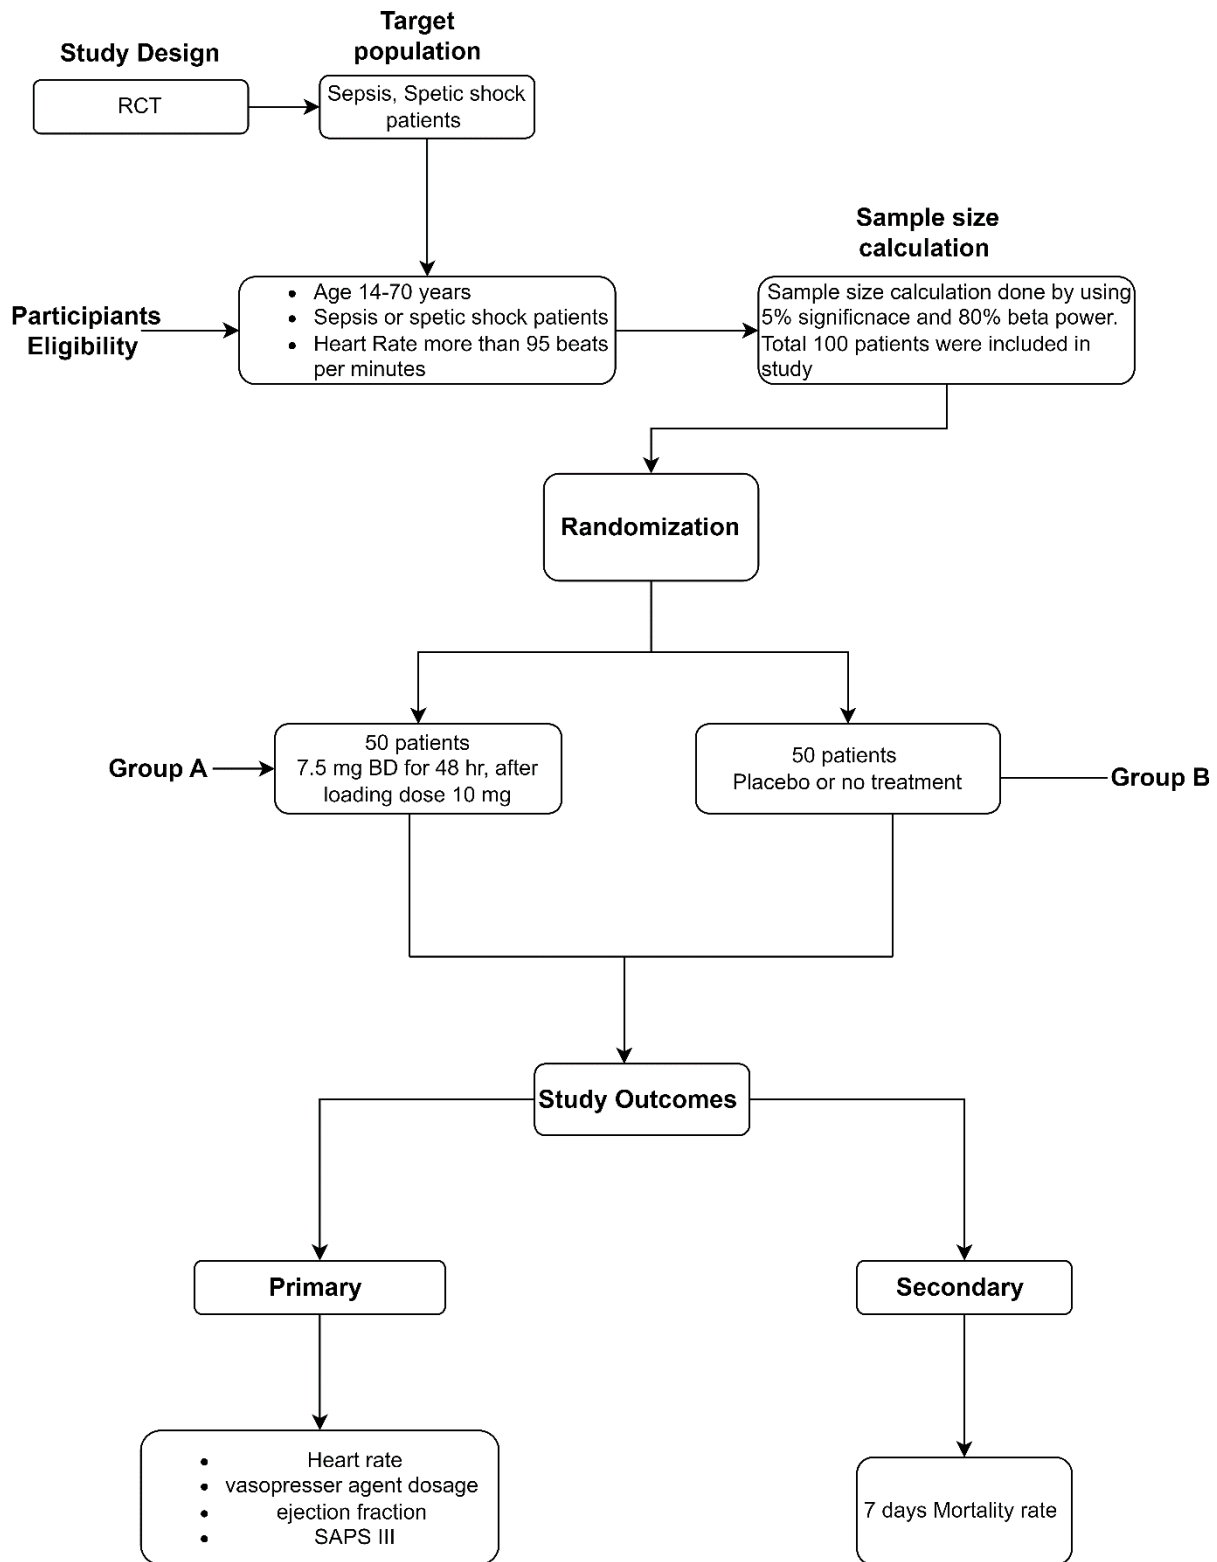 Study Design
Target
population
RCT
Sepsis, Spetic shock
patients
Sample size
calculation
Participiants
Eligibility
• Age 14-70 years
• Sepsis or spetic shock patients
• Heart Rate more than 95 beats
per minutes
Sample size calculation done by using
5% significnace and 80% beta power.
Total 100 patients were included in
study
Randomization
Group A
50 patients
7.5 mg BD for 48 hr, after
loading dose 10 mg
50 patients
Placebo or no treatment
Group B
Study Outcomes
Primary
Secondary
• Heart rate
• vasopresser agent dosage
• ejection fraction
• SAPS III
7 days Mortality rate